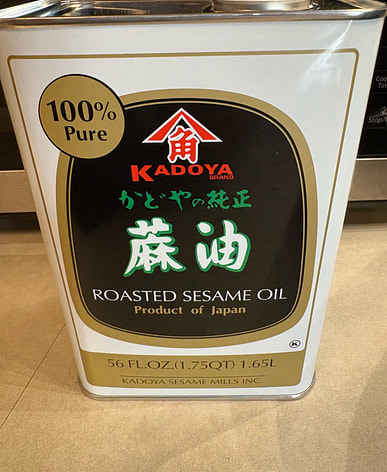 100%
Pure
角
KADOYA
BRAND
かどやの純正
蔴油
ROASTED SESAME OIL
Product of Japan
K
56 FL.OZ.(1.75QT) 1.65L
KADOYA SESAME MILLS INC.